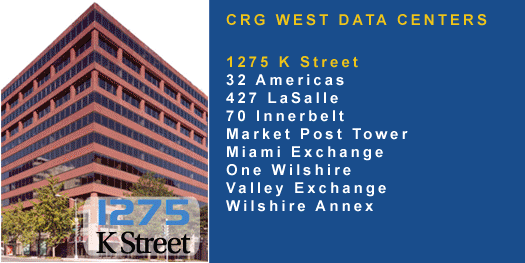 CRG WEST DATA CENTERS
1275 K Street
32 Americas
427 LaSalle
70 Innerbelt
Market Post Tower
Miami Exchange
One Wilshire
Valley Exchange
Wilshire Annex
1275
K Street